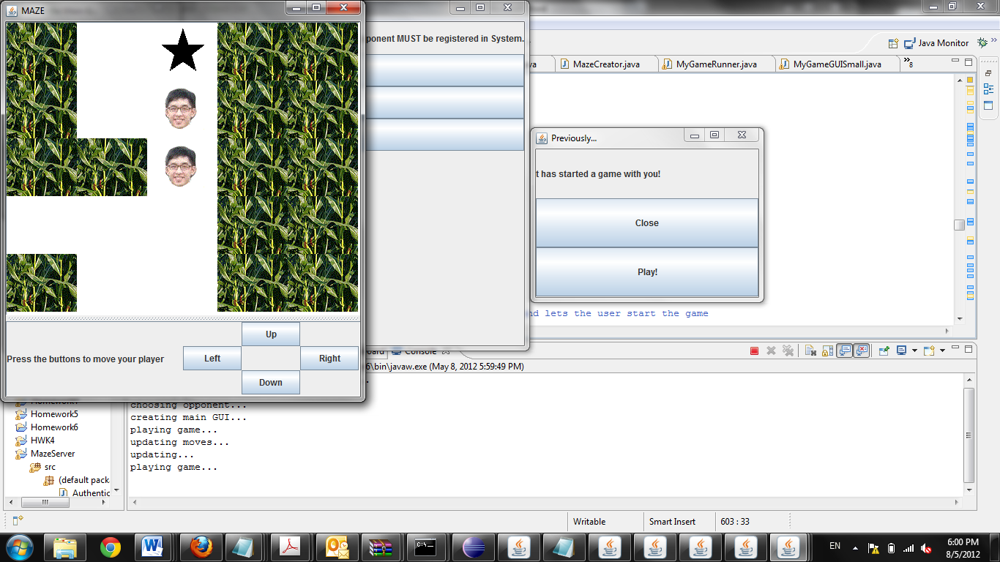 MAZE
ponent MUST be registered in System.
Java Monitor
va
MazeCreator.java
MyGameRunner.java
MyGameGUISmall.java
8
Previously...
t has started a game with you!
Close
Play!
nd lets the user start the game
Up
Press the buttons to move your player
Left
Right
Down
Console
6\bin\javaw.exe (May 8, 2012 5:59:49 PM)
choosing opponent...
creating main GUI...
playing game...
updating moves...
updating...
playing game...
Homework5
Homework6
HWK4
MazeServer
src
(default pack
Authentic
Writable
Smart Insert
603 : 33
EN
6:00 PM
8/5/2012